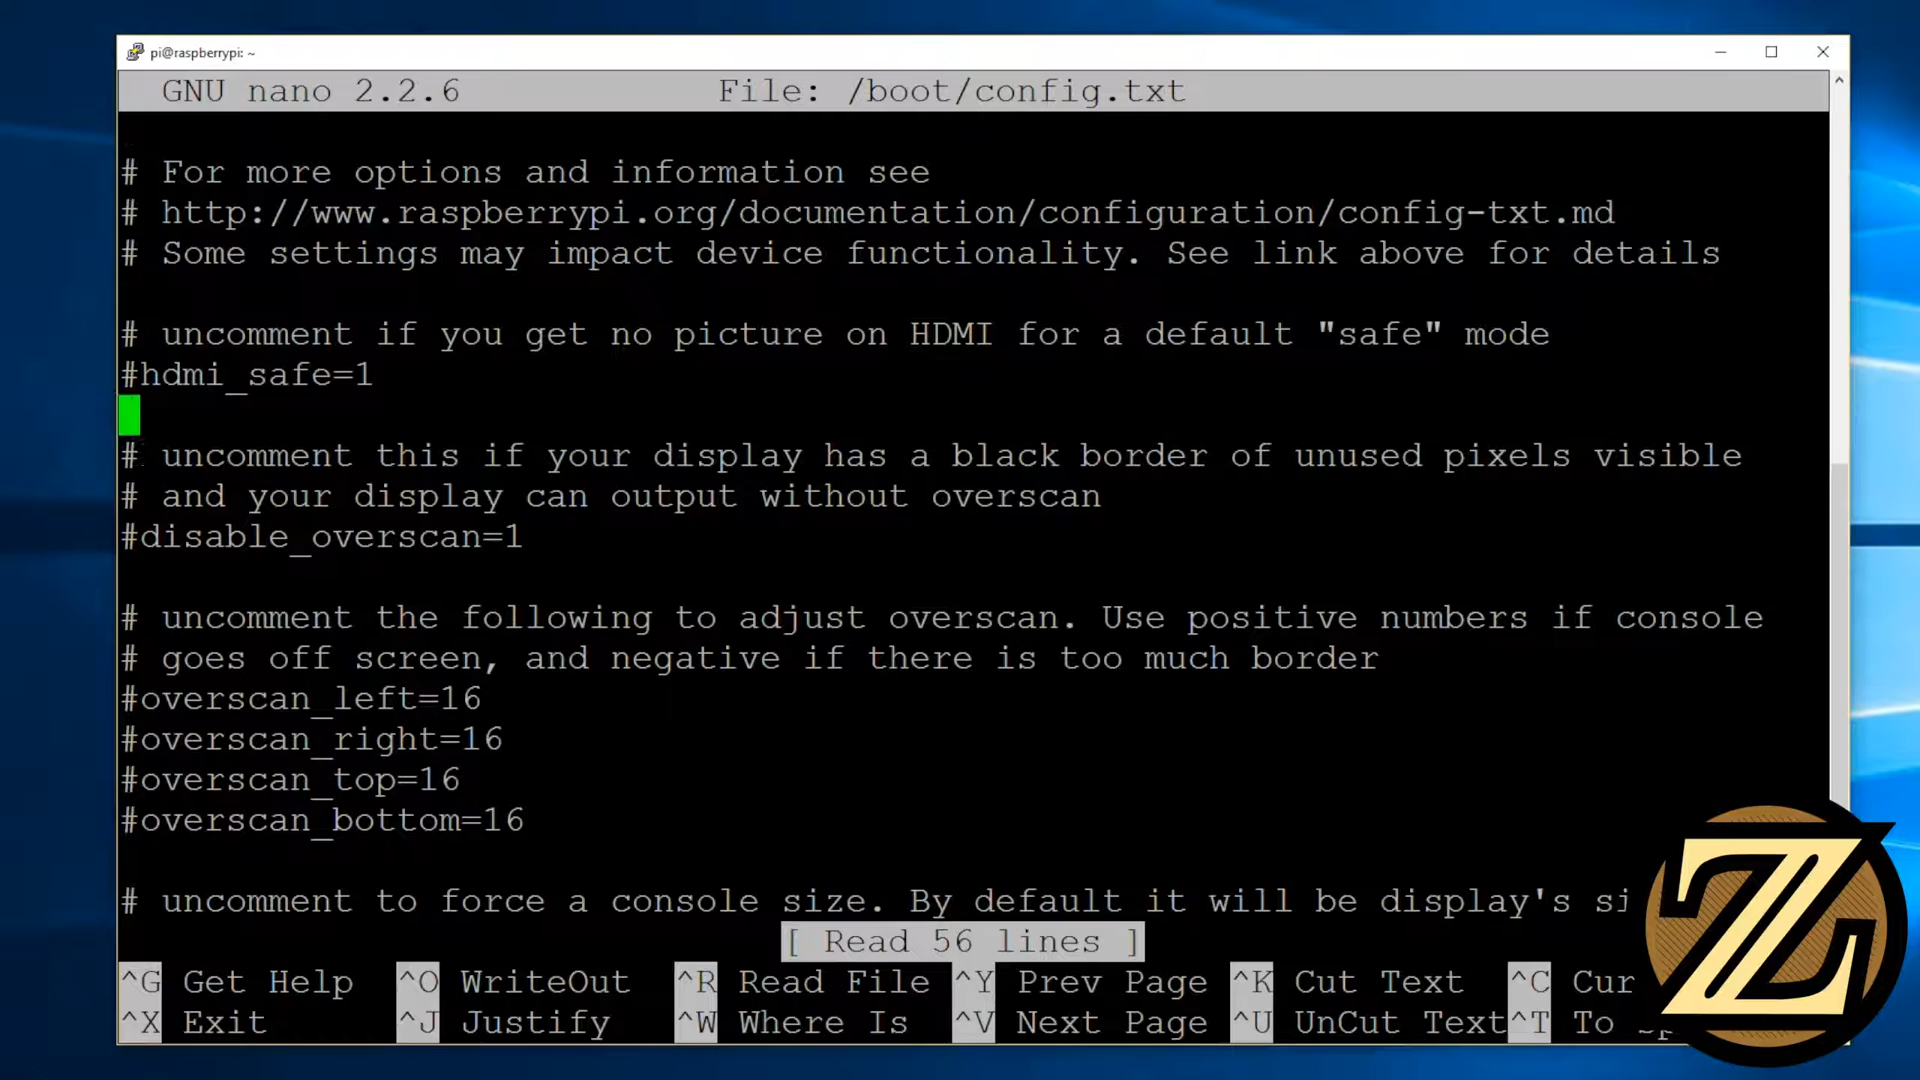 pi@raspberrypi: ~
GNU nano 2.2.6 File: /boot/config.txt
# For more options and information see
# http://www.raspberrypi.org/documentation/configuration/config-txt.md
# Some settings may impact device functionality. See link above for details
# uncomment if you get no picture on HDMI for a default "safe" mode
#hdmi_safe=1
# uncomment this if your display has a black border of unused pixels visible
# and your display can output without overscan
#disable_overscan=1
# uncomment the following to adjust overscan. Use positive numbers if console
# goes off screen, and negative if there is too much border
#overscan_left=16
#overscan_right=16
#overscan_top=16
#overscan_bottom=16
# uncomment to force a console size. By default it will be display's si
[ Read 56 lines ]
^G Get Help ^O WriteOut ^R Read File ^Y Prev Page ^K Cut Text ^C Cur
^X Exit ^J Justify ^W Where Is ^V Next Page ^U UnCut Text ^T To Sp
Z